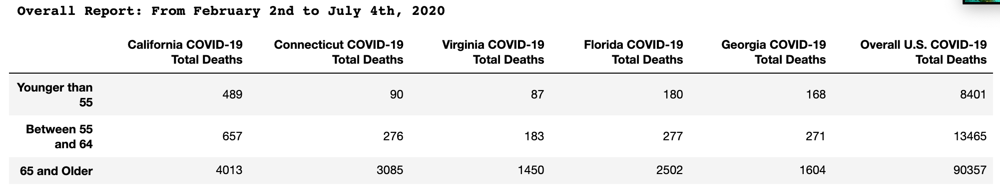 Overall Report: From February 2nd to July 4th, 2020
California COVID-19 Total Deaths Connecticut COVID-19 Total Deaths Virginia COVID-19 Total Deaths Florida COVID-19 Total Deaths Georgia COVID-19 Total Deaths Overall U.S. COVID-19 Total Deaths
Younger than 55 489 90 87 180 168 8401
Between 55 and 64 657 276 183 277 271 13465
65 and Older 4013 3085 1450 2502 1604 90357